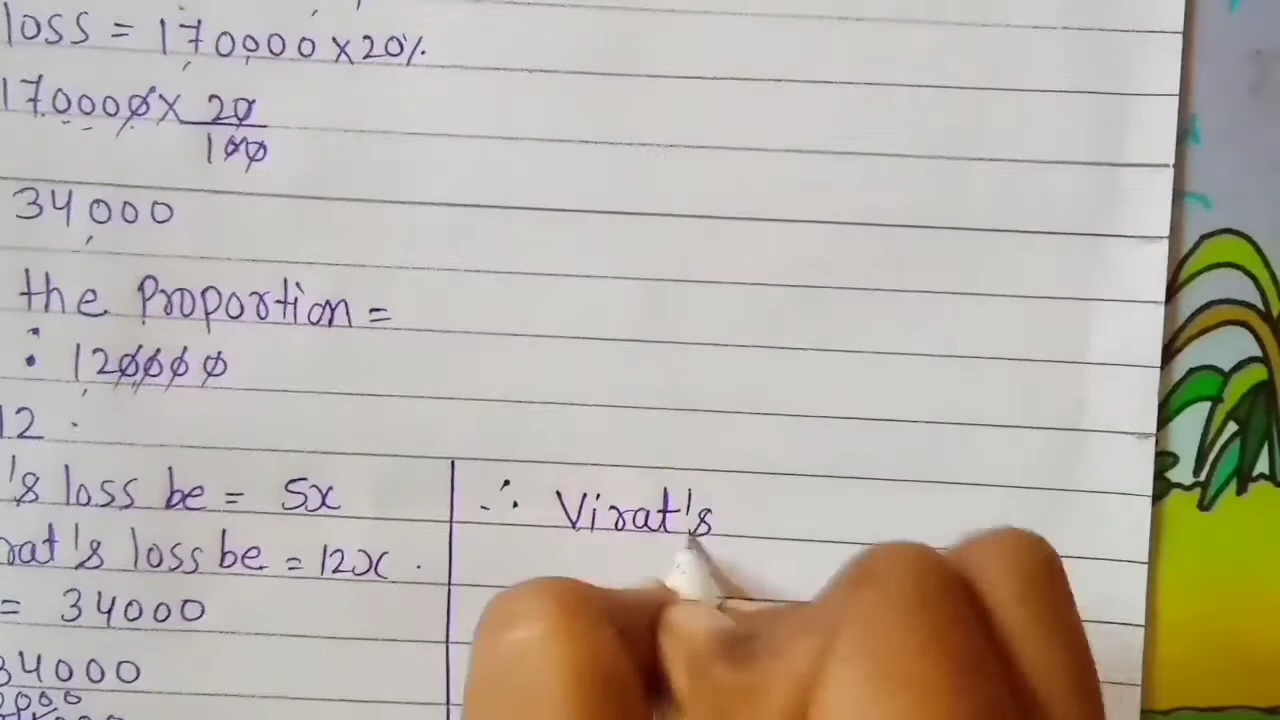 loss = 170000 × 20%
170000 × 20/100
34000
the Proportion =
: 120000
12
's loss be = 5x
rat's loss be = 12x
= 34000
34000
∴ Virat's